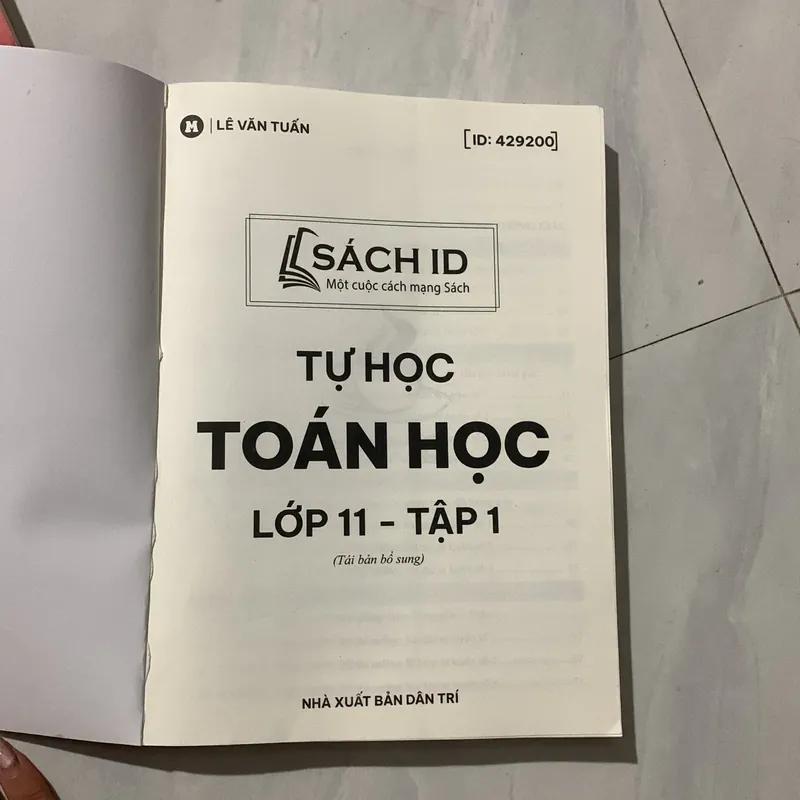 M | LÊ VĂN TUẤN
[ID: 429200]
SÁCH ID
Một cuộc cách mạng Sách
TỰ HỌC
TOÁN HỌC
LỚP 11 - TẬP 1
(Tái bản bổ sung)
NHÀ XUẤT BẢN DÂN TRÍ